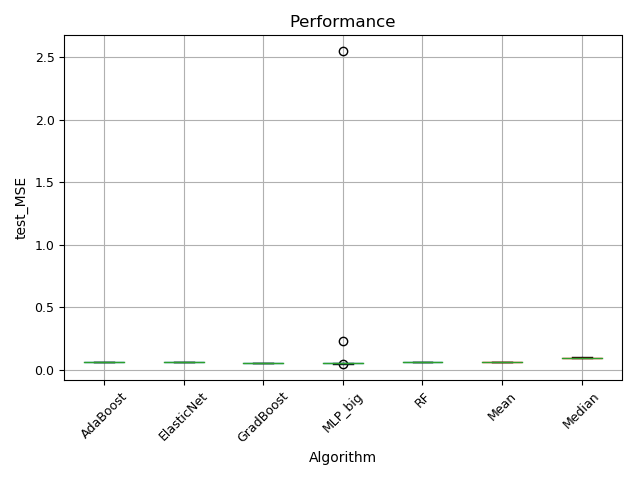 Performance
2.5
2.0
1.5
1.0
0.5
0.0
test_MSE
AdaBoost
ElasticNet
GradBoost
MLP_big
RF
Mean
Median
Algorithm